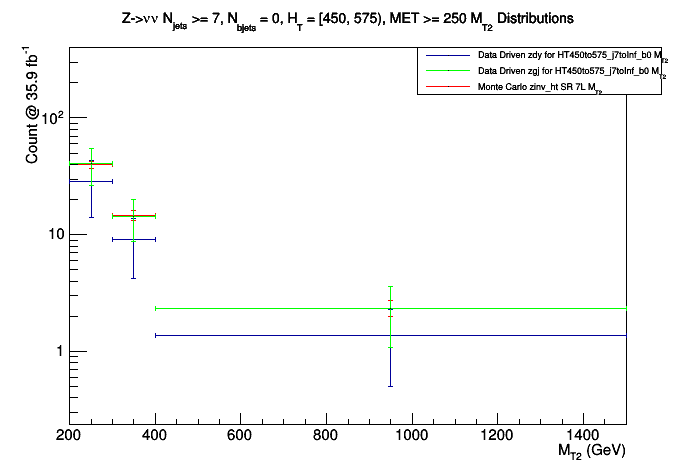 Z->νν N_jets >= 7, N_bjets = 0, H_T = [450, 575), MET >= 250 M_T2 Distributions
Data Driven zdy for HT450to575_j7toInf_b0 M_T2
Data Driven zgj for HT450to575_j7toInf_b0 M_T2
Monte Carlo zinv_ht SR 7L M_T2
Count @ 35.9 fb⁻¹
10²
10
1
200 400 600 800 1000 1200 1400
M_T2 (GeV)